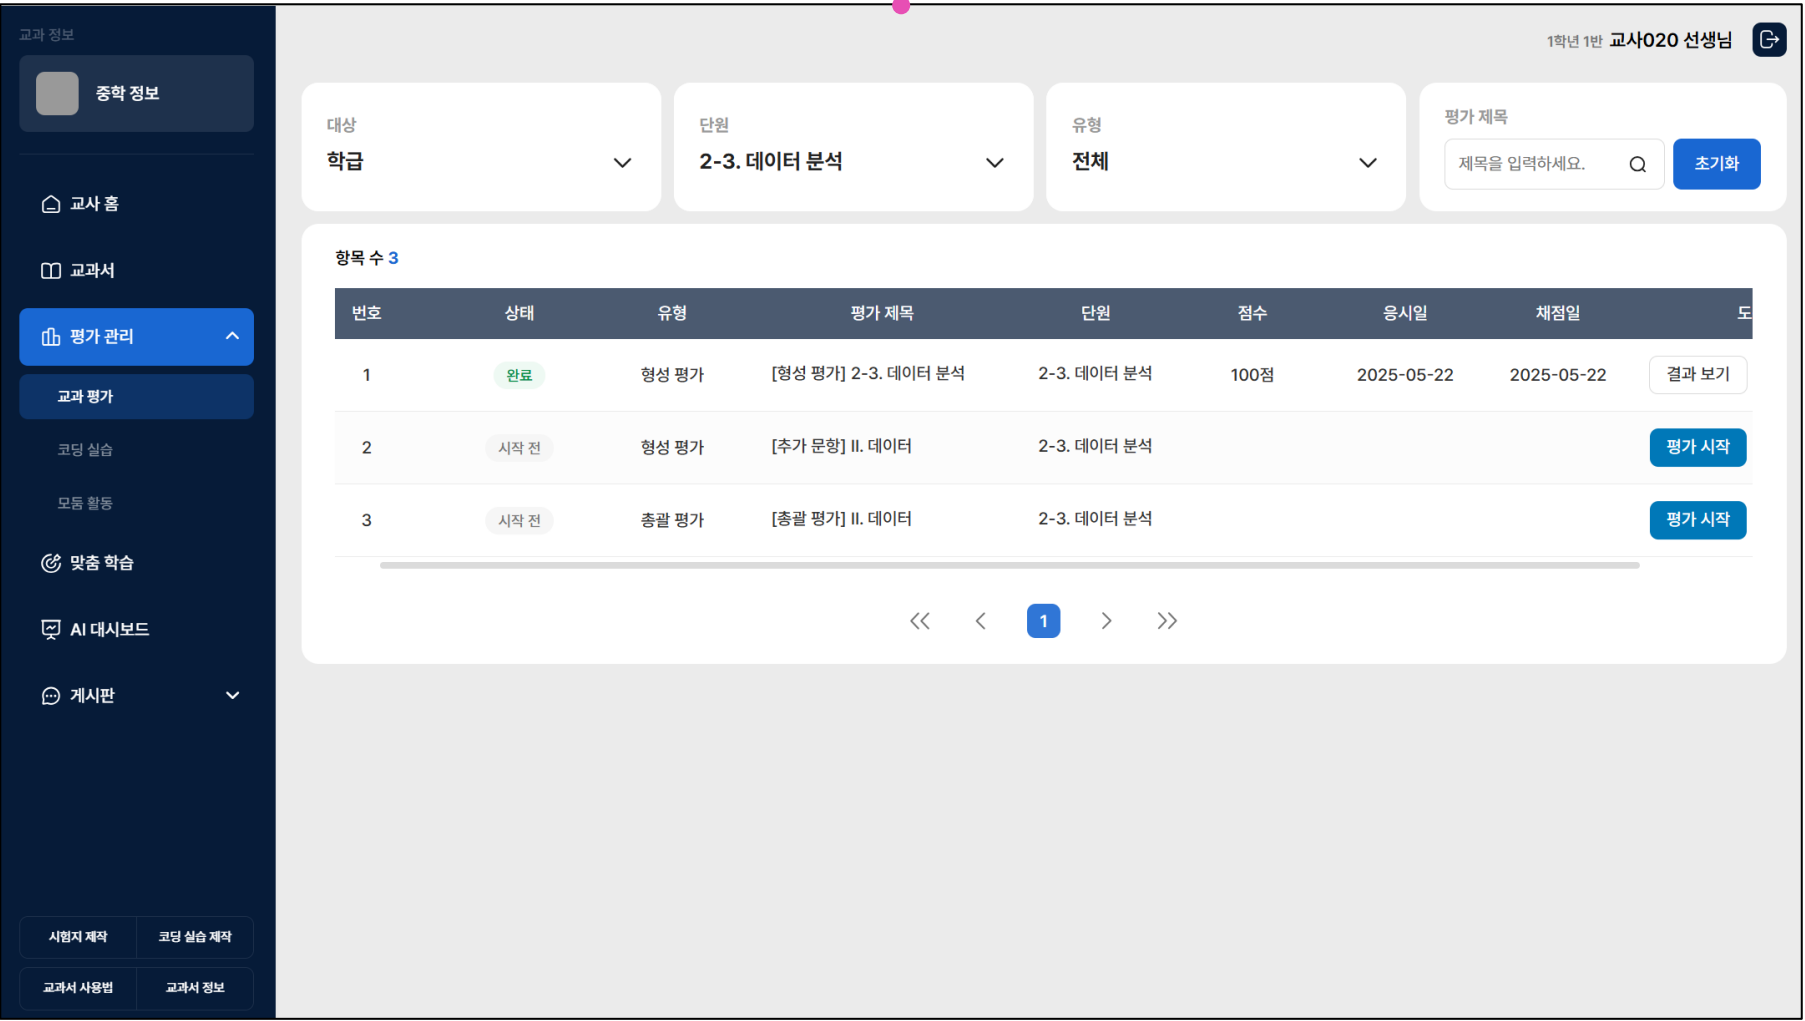 교과 정보
중학 정보
교사 홈
교과서
평가 관리
교과 평가
코딩 실습
모둠 활동
맞춤 학습
AI 대시보드
게시판
시험지 제작
코딩 실습 제작
교과서 사용법
교과서 정보
1학년 1반 교사020 선생님
대상
학급
단원
2-3. 데이터 분석
유형
전체
평가 제목
제목을 입력하세요.
초기화
항목 수 3
번호 상태 유형 평가 제목 단원 점수 응시일 채점일 도
1 완료 형성 평가 [형성 평가] 2-3. 데이터 분석 2-3. 데이터 분석 100점 2025-05-22 2025-05-22 결과 보기
2 시작 전 형성 평가 [추가 문항] II. 데이터 2-3. 데이터 분석 평가 시작
3 시작 전 총괄 평가 [총괄 평가] II. 데이터 2-3. 데이터 분석 평가 시작
1